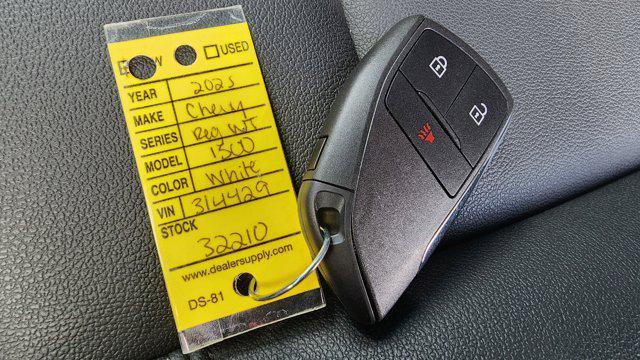 NEW USED
YEAR 2025
MAKE Chevy
SERIES Reg WT
MODEL 1500
COLOR White
VIN 314429
STOCK
32210
www.dealersupply.com
DS-81